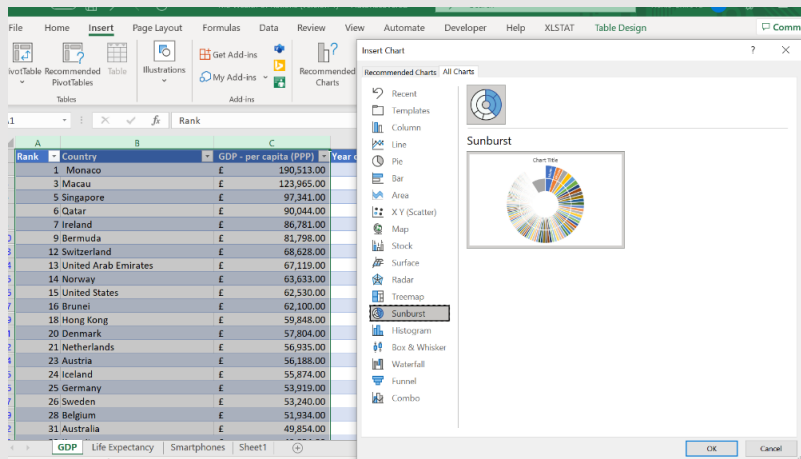 File Home Insert Page Layout Formulas Data Review View Automate Developer Help XLSTAT Table Design Comm
PivotTable Recommended PivotTables Table Illustrations Get Add-ins My Add-ins Recommended Charts
Tables Add-ins
Rank
A B C
Rank Country GDP - per capita (PPP) Year
1 Monaco £ 190,513.00
3 Macau £ 123,965.00
5 Singapore £ 97,341.00
6 Qatar £ 90,044.00
7 Ireland £ 86,781.00
9 Bermuda £ 81,798.00
12 Switzerland £ 68,628.00
13 United Arab Emirates £ 67,119.00
14 Norway £ 63,633.00
15 United States £ 62,530.00
16 Brunei £ 62,100.00
18 Hong Kong £ 59,848.00
20 Denmark £ 57,804.00
21 Netherlands £ 56,935.00
23 Austria £ 56,188.00
24 Iceland £ 55,874.00
25 Germany £ 53,919.00
26 Sweden £ 53,240.00
28 Belgium £ 51,934.00
31 Australia £ 49,854.00
GDP Life Expectancy Smartphones Sheet1
Insert Chart ? ×
Recommended Charts All Charts
Recent
Templates
Column
Line
Pie
Bar
Area
X Y (Scatter)
Map
Stock
Surface
Radar
Treemap
Sunburst
Histogram
Box & Whisker
Waterfall
Funnel
Combo
Sunburst
Chart Title
OK Cancel